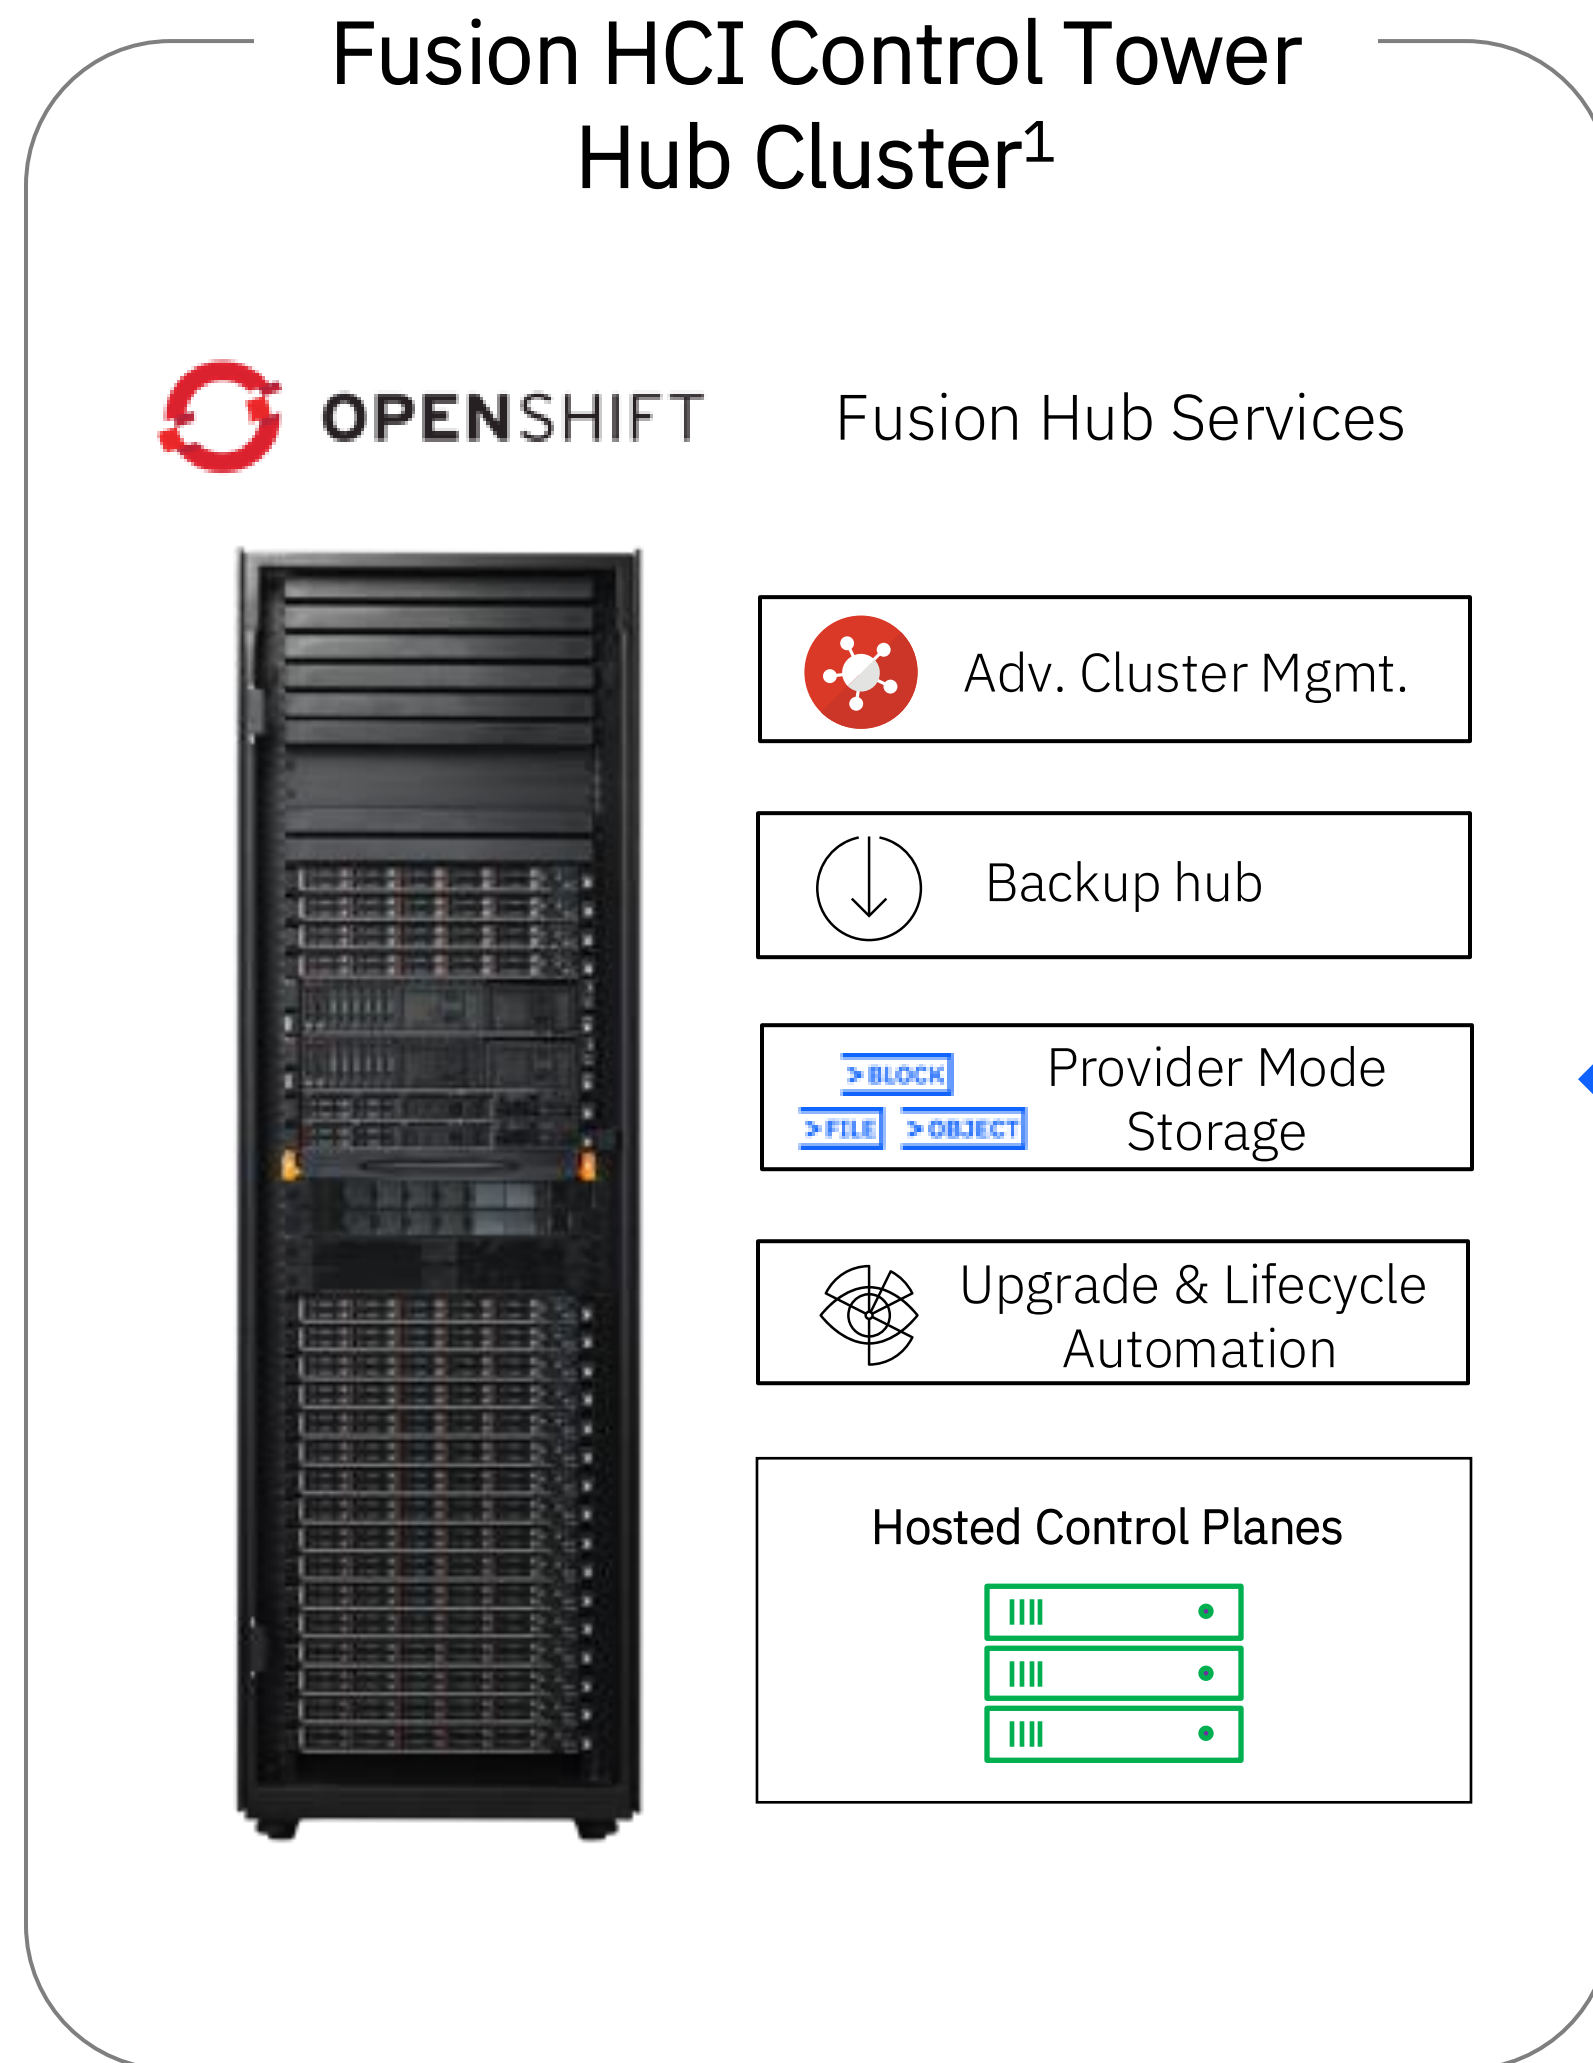 Fusion HCI Control Tower
Hub Cluster¹
OPENSHIFT
Fusion Hub Services
Adv. Cluster Mgmt.
Backup hub
>BLOCK
>FILE >OBJECT
Provider Mode
Storage
Upgrade & Lifecycle
Automation
Hosted Control Planes